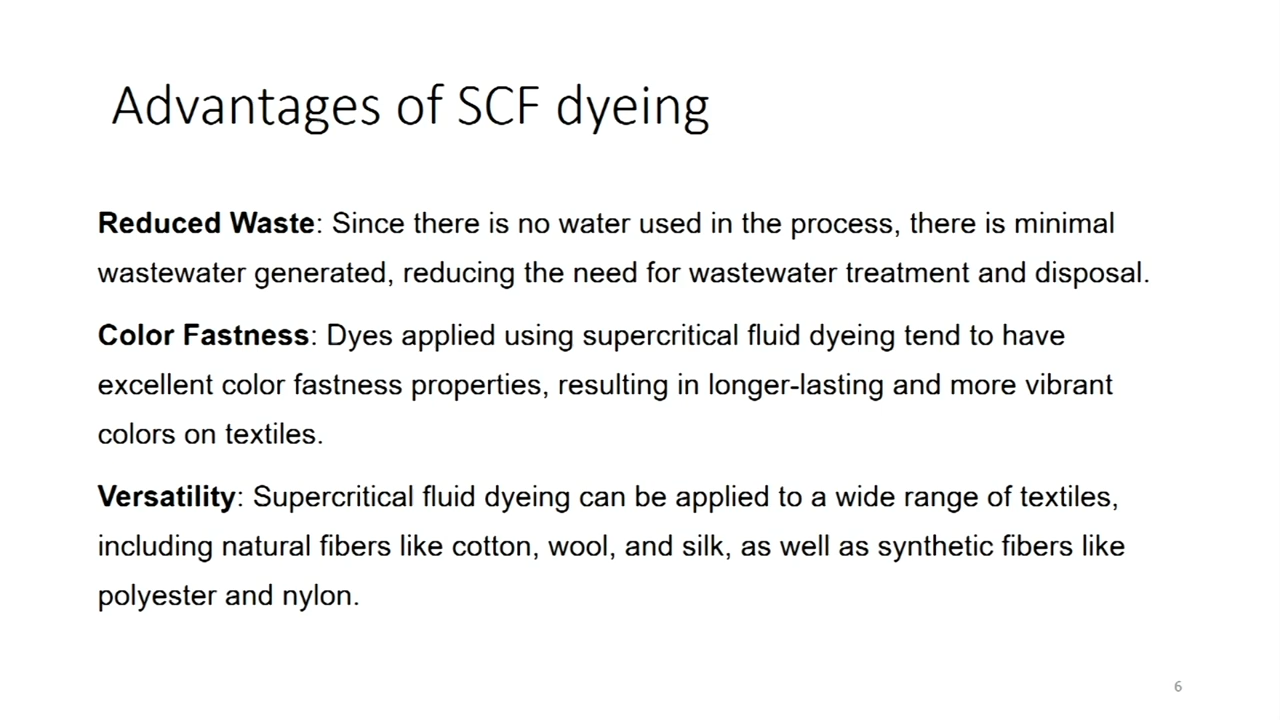 Advantages of SCF dyeing
Reduced Waste: Since there is no water used in the process, there is minimal
wastewater generated, reducing the need for wastewater treatment and disposal.
Color Fastness: Dyes applied using supercritical fluid dyeing tend to have
excellent color fastness properties, resulting in longer-lasting and more vibrant
colors on textiles.
Versatility: Supercritical fluid dyeing can be applied to a wide range of textiles,
including natural fibers like cotton, wool, and silk, as well as synthetic fibers like
polyester and nylon.
6